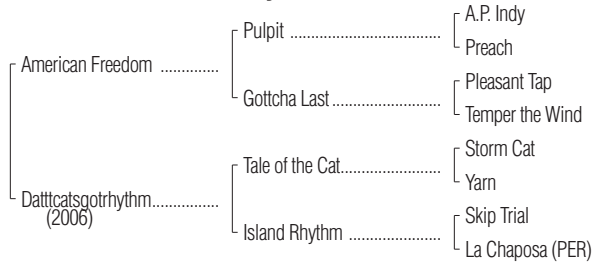 A.P. Indy
Pulpit ........................................
Preach
American Freedom ...............
Pleasant Tap
Gottcha Last.............................
Temper the Wind
Storm Cat
Tale of the Cat...........................
Yarn
Datttcatsgotrhythm.................
(2006)
Skip Trial
Island Rhythm .........................
La Chaposa (PER)